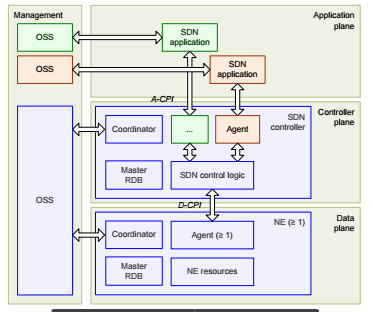 Management
Application
plane
OSS
SDN
application
OSS
SDN
application
A-CPI
Controller
plane
Coordinator
...
Agent
SDN
controller
Master
RDB
SDN control logic
OSS
D-CPI
Data
plane
Coordinator
Agent (≥ 1)
NE (≥ 1)
Master
RDB
NE resources